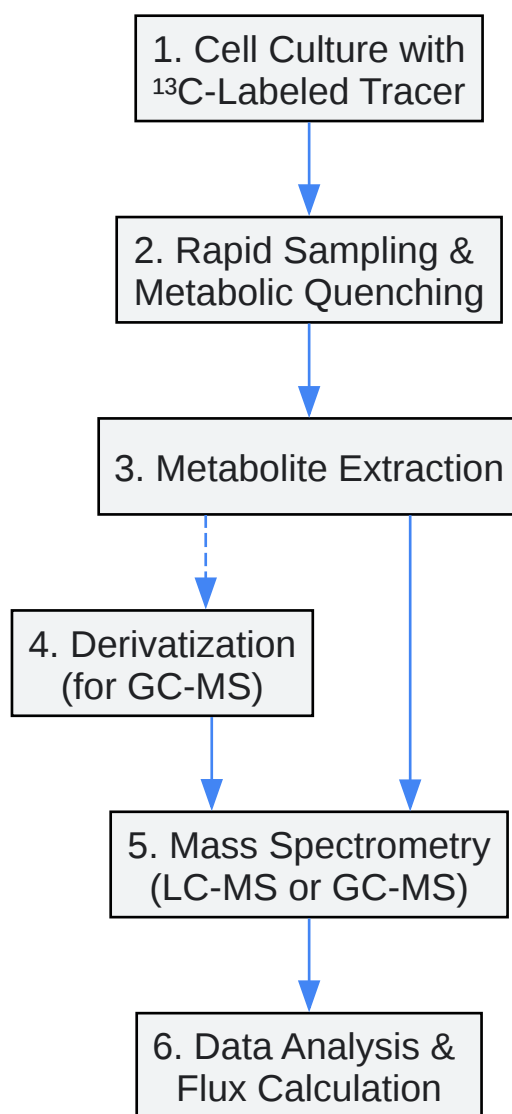 1. Cell Culture with
¹³C-Labeled Tracer
2. Rapid Sampling &
Metabolic Quenching
3. Metabolite Extraction
4. Derivatization
(for GC-MS)
5. Mass Spectrometry
(LC-MS or GC-MS)
6. Data Analysis &
Flux Calculation